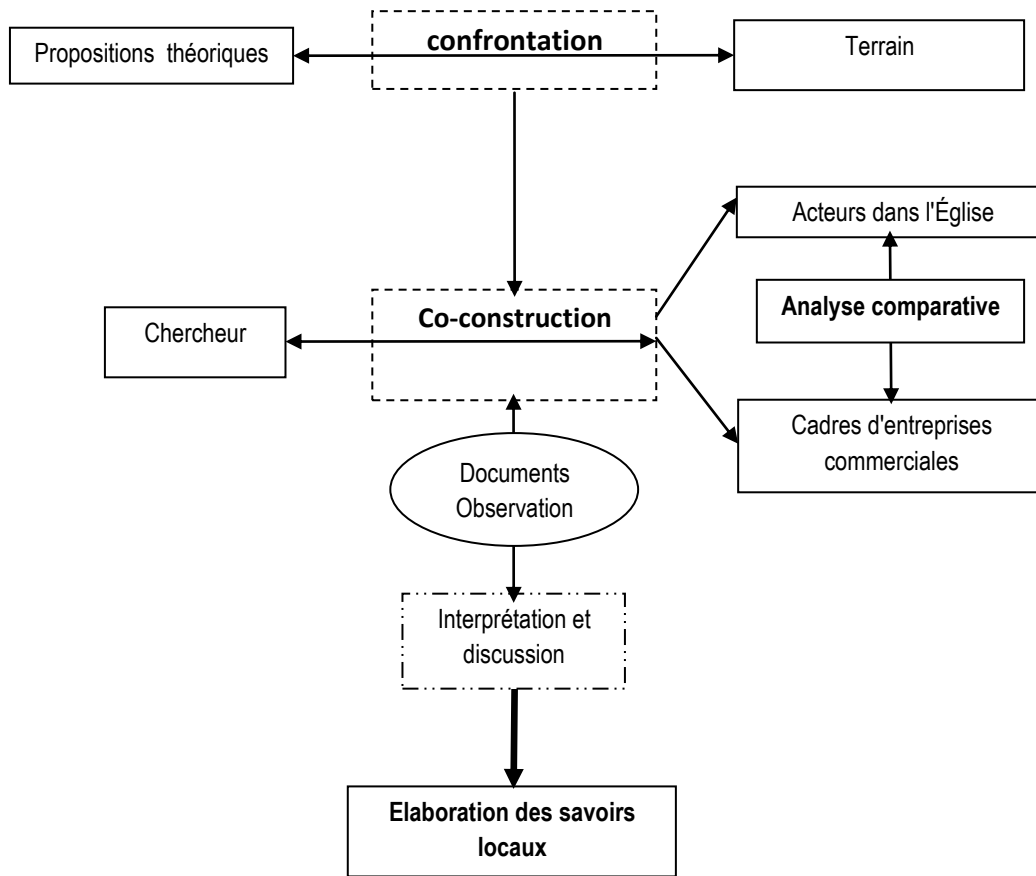 Propositions théoriques
confrontation
Terrain
Acteurs dans l'Église
Chercheur
Co-construction
Analyse comparative
Cadres d'entreprises
commerciales
Documents
Observation
Interprétation et
discussion
Elaboration des savoirs
locaux